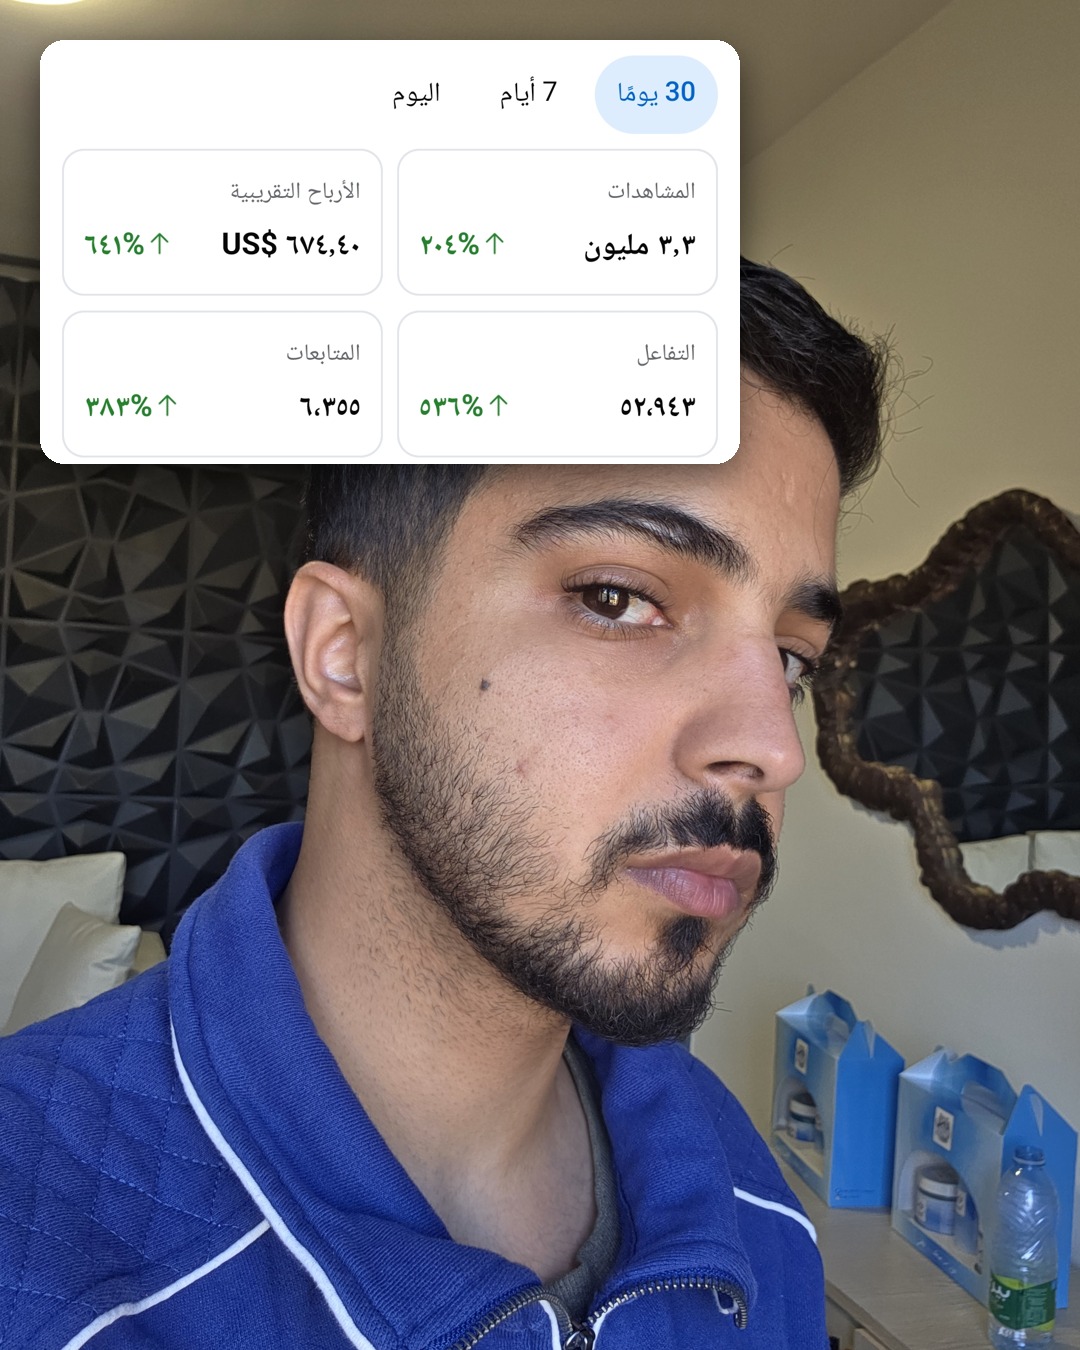 30 يومًا
7 أيام
اليوم
المشاهدات
٣,٣ مليون
↑ ٢٠٤%
الأرباح التقريبية
US$ ٦٧٤,٤٠
↑ ٦٤١%
التفاعل
٥٢،٩٤٣
↑ ٥٣٦%
المتابعات
٦،٣٥٥
↑ ٣٨٣%